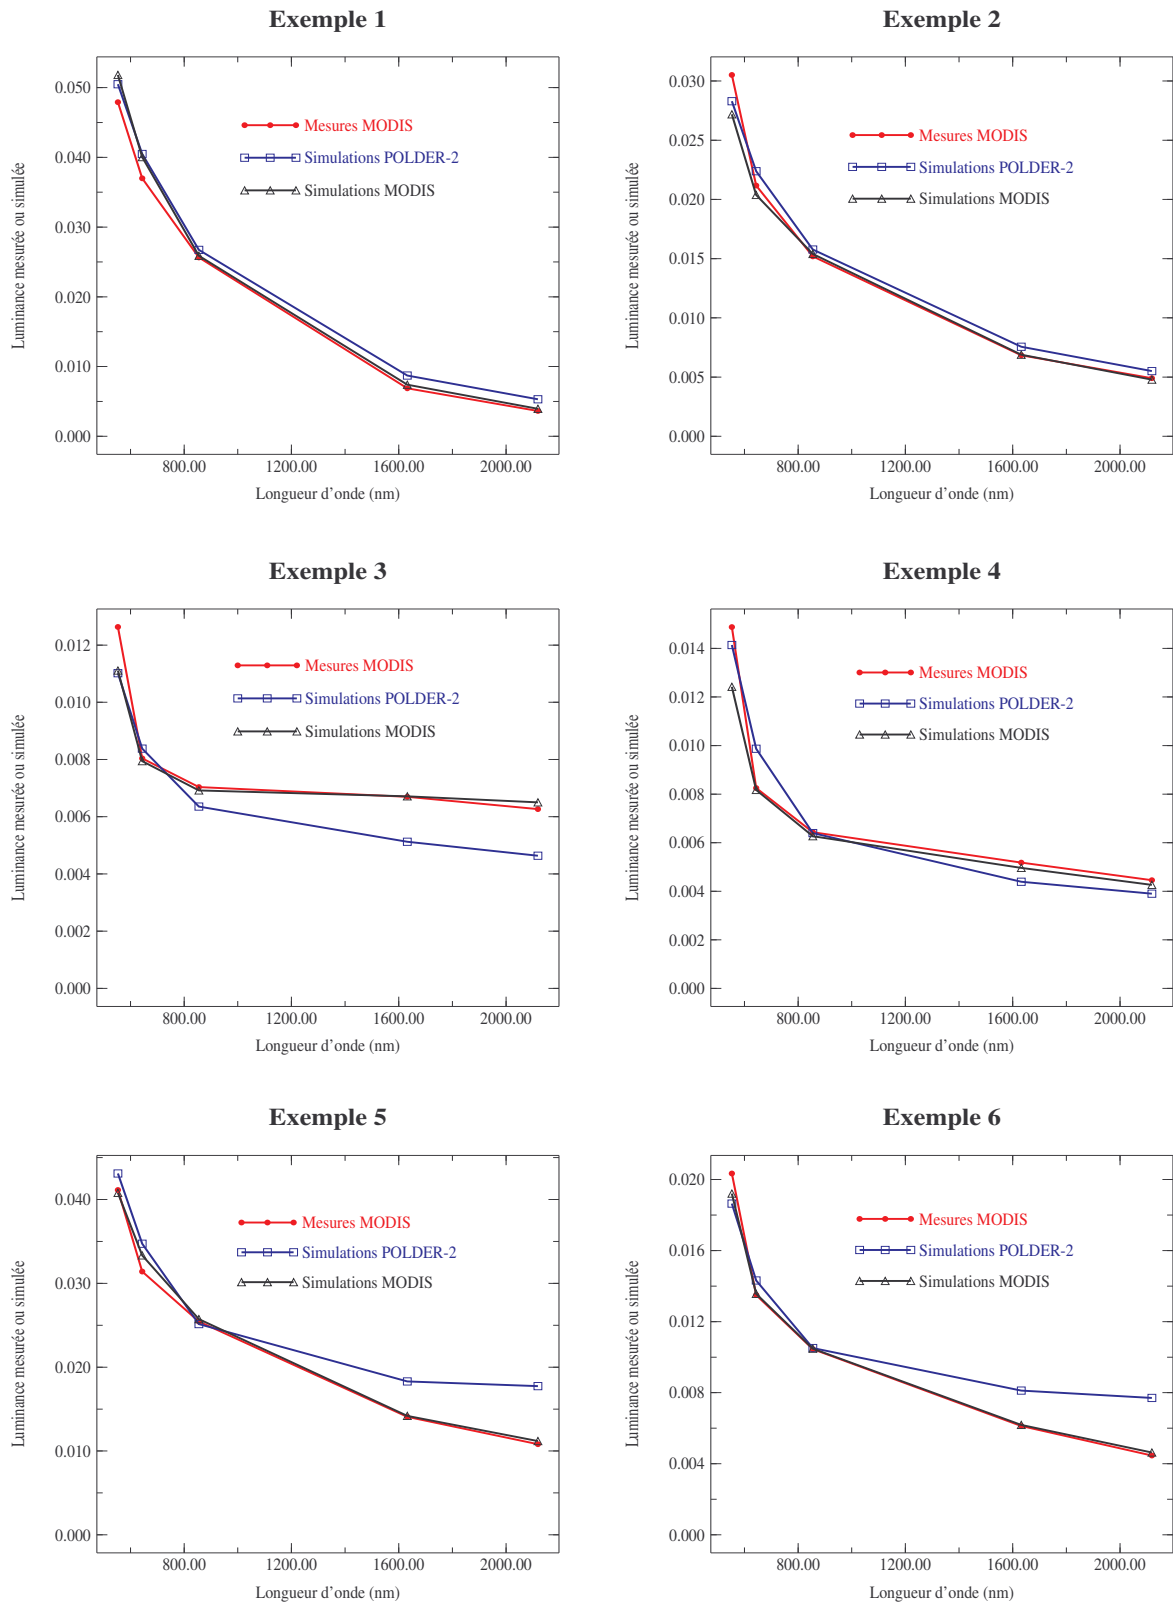 Exemple 1
0.050
0.040
0.030
0.020
0.010
0.000
Luminance mesurée ou simulée
Mesures MODIS
Simulations POLDER-2
Simulations MODIS
800.00 1200.00 1600.00 2000.00
Longueur d'onde (nm)
Exemple 2
0.030
0.025
0.020
0.015
0.010
0.005
0.000
Luminance mesurée ou simulée
Mesures MODIS
Simulations POLDER-2
Simulations MODIS
800.00 1200.00 1600.00 2000.00
Longueur d'onde (nm)
Exemple 3
0.012
0.010
0.008
0.006
0.004
0.002
0.000
Luminance mesurée ou simulée
Mesures MODIS
Simulations POLDER-2
Simulations MODIS
800.00 1200.00 1600.00 2000.00
Longueur d'onde (nm)
Exemple 4
0.014
0.012
0.010
0.008
0.006
0.004
0.002
0.000
Luminance mesurée ou simulée
Mesures MODIS
Simulations POLDER-2
Simulations MODIS
800.00 1200.00 1600.00 2000.00
Longueur d'onde (nm)
Exemple 5
0.040
0.030
0.020
0.010
0.000
Luminance mesurée ou simulée
Mesures MODIS
Simulations POLDER-2
Simulations MODIS
800.00 1200.00 1600.00 2000.00
Longueur d'onde (nm)
Exemple 6
0.020
0.016
0.012
0.008
0.004
0.000
Luminance mesurée ou simulée
Mesures MODIS
Simulations POLDER-2
Simulations MODIS
800.00 1200.00 1600.00 2000.00
Longueur d'onde (nm)